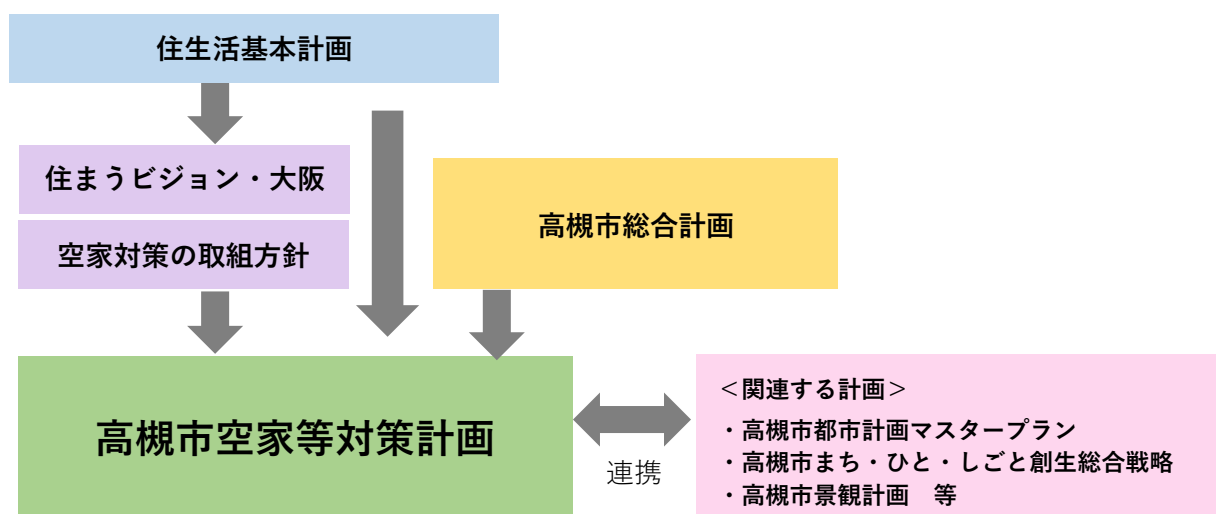 住生活基本計画
住まうビジョン・大阪
空家対策の取組方針
高槻市総合計画
高槻市空家等対策計画
連携
＜関連する計画＞
・高槻市都市計画マスタープラン
・高槻市まち・ひと・しごと創生総合戦略
・高槻市景観計画　等